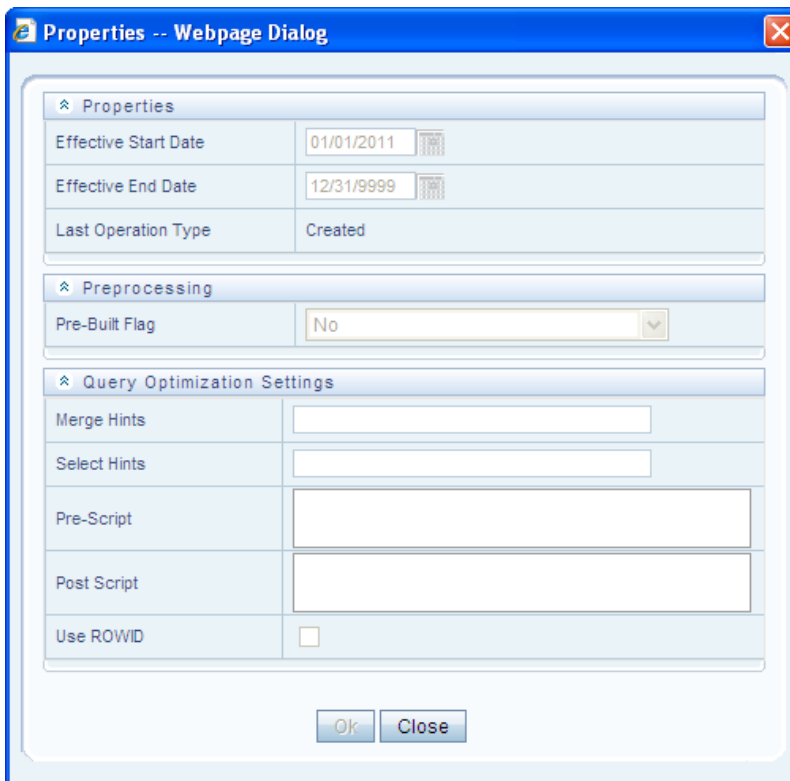 Properties -- Webpage Dialog
Properties
Effective Start Date 01/01/2011
Effective End Date 12/31/9999
Last Operation Type Created
Preprocessing
Pre-Built Flag No
Query Optimization Settings
Merge Hints
Select Hints
Pre-Script
Post Script
Use ROWID
Ok Close